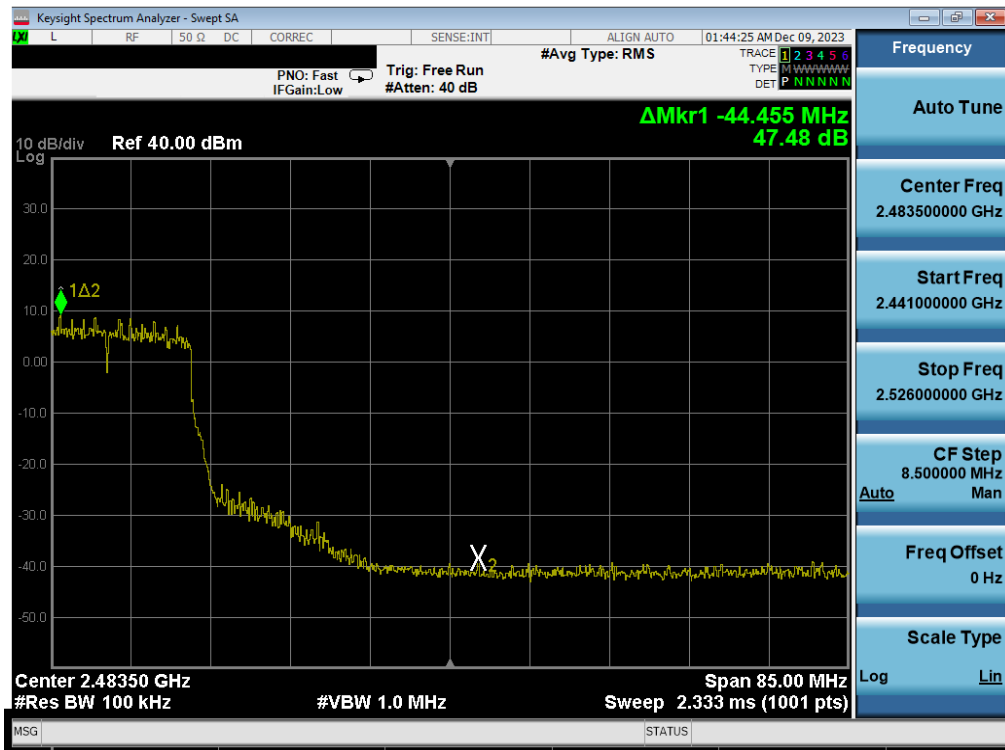 Keysight Spectrum Analyzer - Swept SA
LXI L RF 50 Ω DC CORREC SENSE:INT ALIGN AUTO 01:44:25 AM Dec 09, 2023
PNO: Fast
IFGain:Low
Trig: Free Run
#Atten: 40 dB
#Avg Type: RMS
TRACE 1 2 3 4 5 6
TYPE M WWWWW
DET P N N N N N
ΔMkr1 -44.455 MHz
47.48 dB
10 dB/div Ref 40.00 dBm
Log
30.0
20.0
10.0
0.00
-10.0
-20.0
-30.0
-40.0
-50.0
1Δ2
X2
Center 2.48350 GHz
Span 85.00 MHz
#Res BW 100 kHz
#VBW 1.0 MHz
Sweep 2.333 ms (1001 pts)
MSG
STATUS
Frequency
Auto Tune
Center Freq
2.483500000 GHz
Start Freq
2.441000000 GHz
Stop Freq
2.526000000 GHz
CF Step
8.500000 MHz
Auto Man
Freq Offset
0 Hz
Scale Type
Log Lin